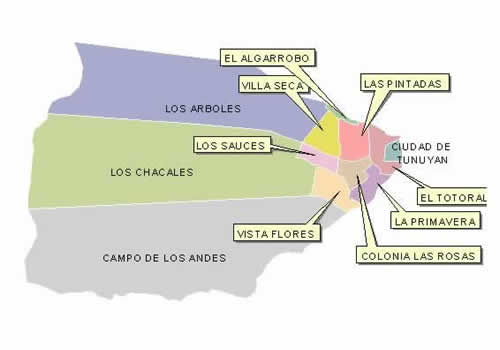 EL ALGARROBO
VILLA SECA
LAS PINTADAS
LOS ARBOLES
LOS SAUCES
CIUDAD DE
TUNUYAN
LOS CHACALES
EL TOTORAL
LA PRIMAVERA
VISTA FLORES
CAMPO DE LOS ANDES
COLONIA LAS ROSAS